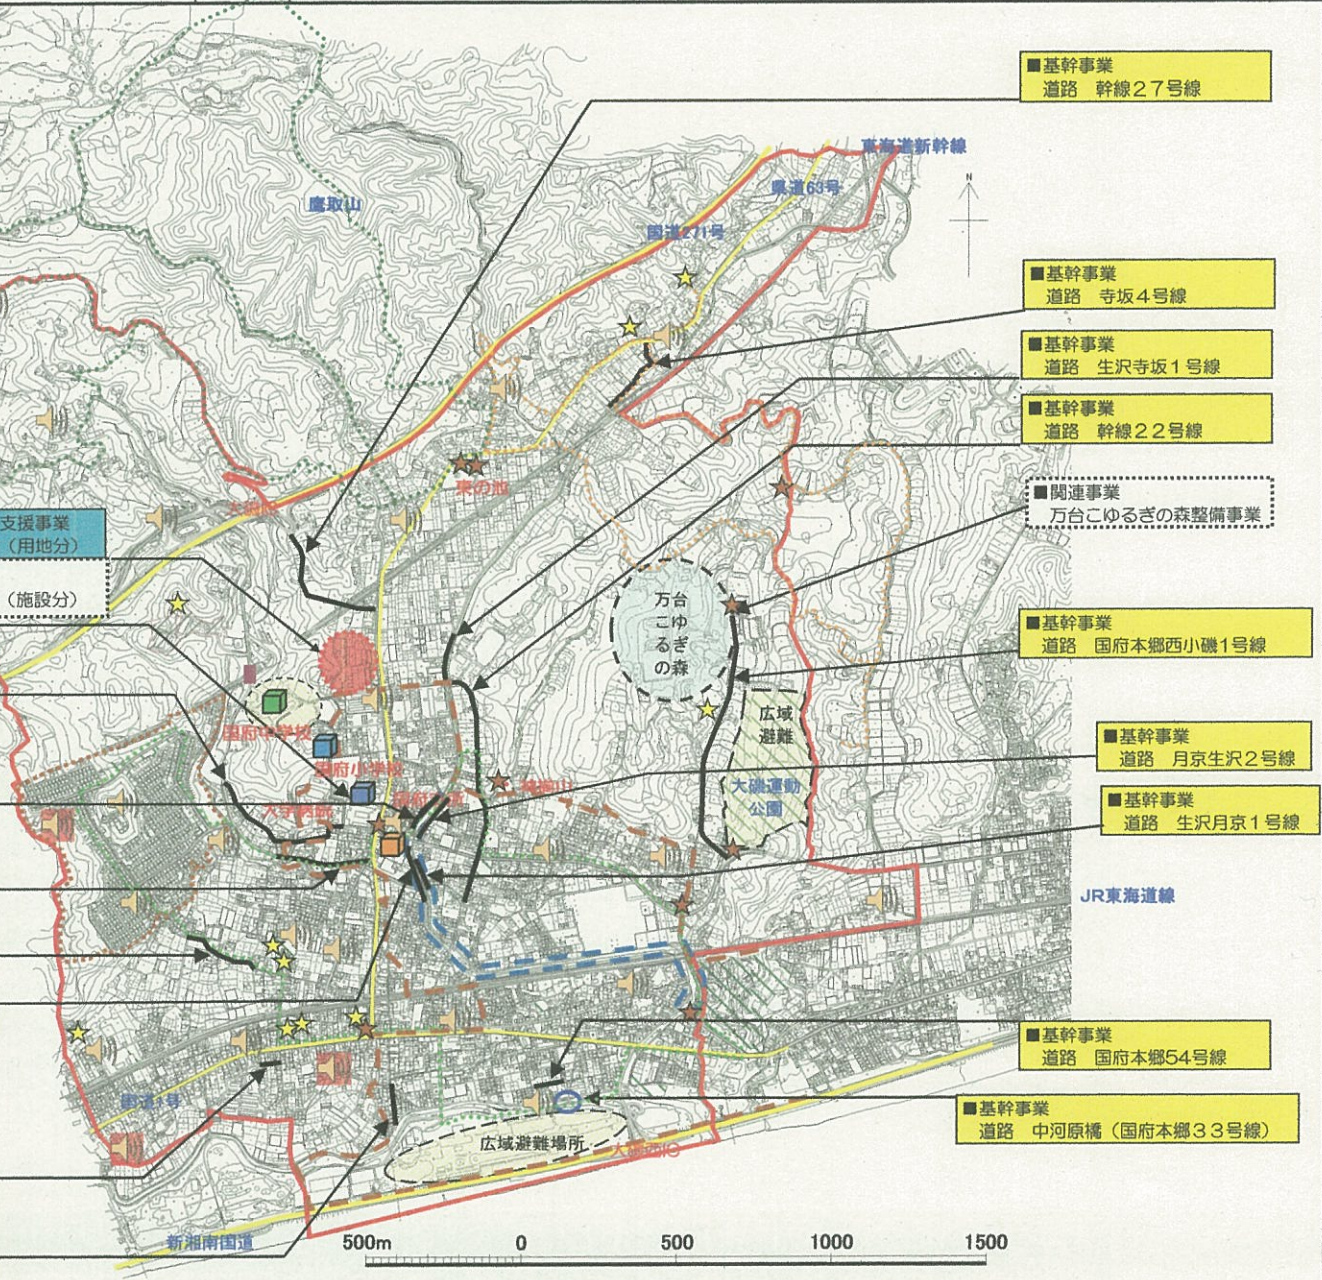 ■基幹事業
道路 幹線27号線
東海道新幹線
県道63号
N
鷹取山
国道271号
■基幹事業
道路 寺坂4号線
■基幹事業
道路 生沢寺坂1号線
■基幹事業
道路 幹線22号線
東の池
■関連事業
万台こゆるぎの森整備事業
支援事業
(用地分)
(施設分)
万台
こゆ
るぎ
の森
■基幹事業
道路 国府本郷西小磯1号線
広域
避難
国府中学校
国府小学校
大磯運動
公園
■基幹事業
道路 月京生沢2号線
■基幹事業
道路 生沢月京1号線
JR東海道線
■基幹事業
道路 国府本郷54号線
国道1号
■基幹事業
道路 中河原橋(国府本郷33号線)
広域避難場所
新湘南国道
500m 0 500 1000 1500